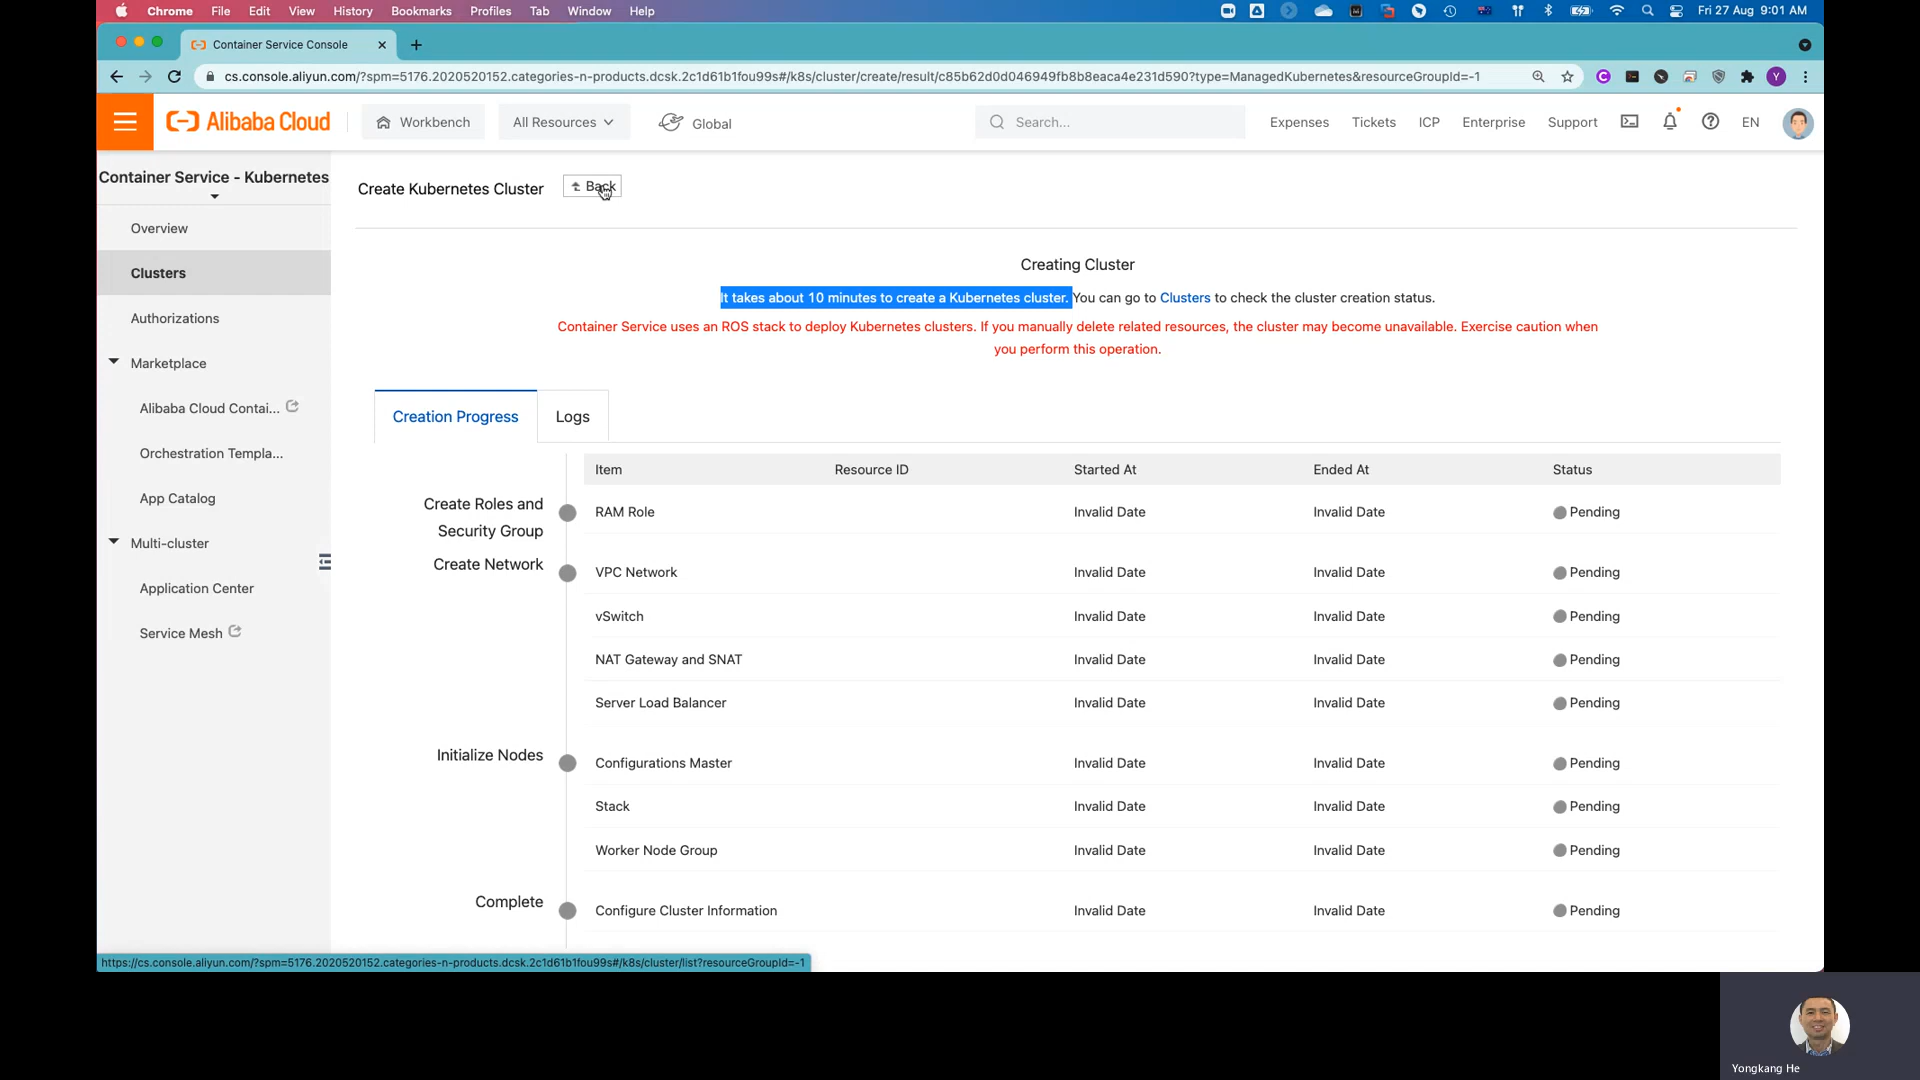 Chrome File Edit View History Bookmarks Profiles Tab Window Help Fri 27 Aug 9:01 AM
Container Service Console
cs.console.aliyun.com/?spm=5176.2020520152.categories-n-products.dcsk.2c1d61b1fou99s#/k8s/cluster/create/result/c85b62d0d046949fb8b8eaca4e231d590?type=ManagedKubernetes&resourceGroupId=-1
Alibaba Cloud Workbench All Resources Global Search... Expenses Tickets ICP Enterprise Support EN
Container Service - Kubernetes
Overview
Clusters
Authorizations
Marketplace
Alibaba Cloud Contai...
Orchestration Templa...
App Catalog
Multi-cluster
Application Center
Service Mesh
Create Kubernetes Cluster Back
Creating Cluster
It takes about 10 minutes to create a Kubernetes cluster. You can go to Clusters to check the cluster creation status.
Container Service uses an ROS stack to deploy Kubernetes clusters. If you manually delete related resources, the cluster may become unavailable. Exercise caution when
you perform this operation.
Creation Progress Logs
Item Resource ID Started At Ended At Status
Create Roles and
Security Group
RAM Role Invalid Date Invalid Date Pending
Create Network
VPC Network Invalid Date Invalid Date Pending
vSwitch Invalid Date Invalid Date Pending
NAT Gateway and SNAT Invalid Date Invalid Date Pending
Server Load Balancer Invalid Date Invalid Date Pending
Initialize Nodes
Configurations Master Invalid Date Invalid Date Pending
Stack Invalid Date Invalid Date Pending
Worker Node Group Invalid Date Invalid Date Pending
Complete
Configure Cluster Information Invalid Date Invalid Date Pending
https://cs.console.aliyun.com/?spm=5176.2020520152.categories-n-products.dcsk.2c1d61b1fou99s#/k8s/cluster/list?resourceGroupId=-1
Yongkang He